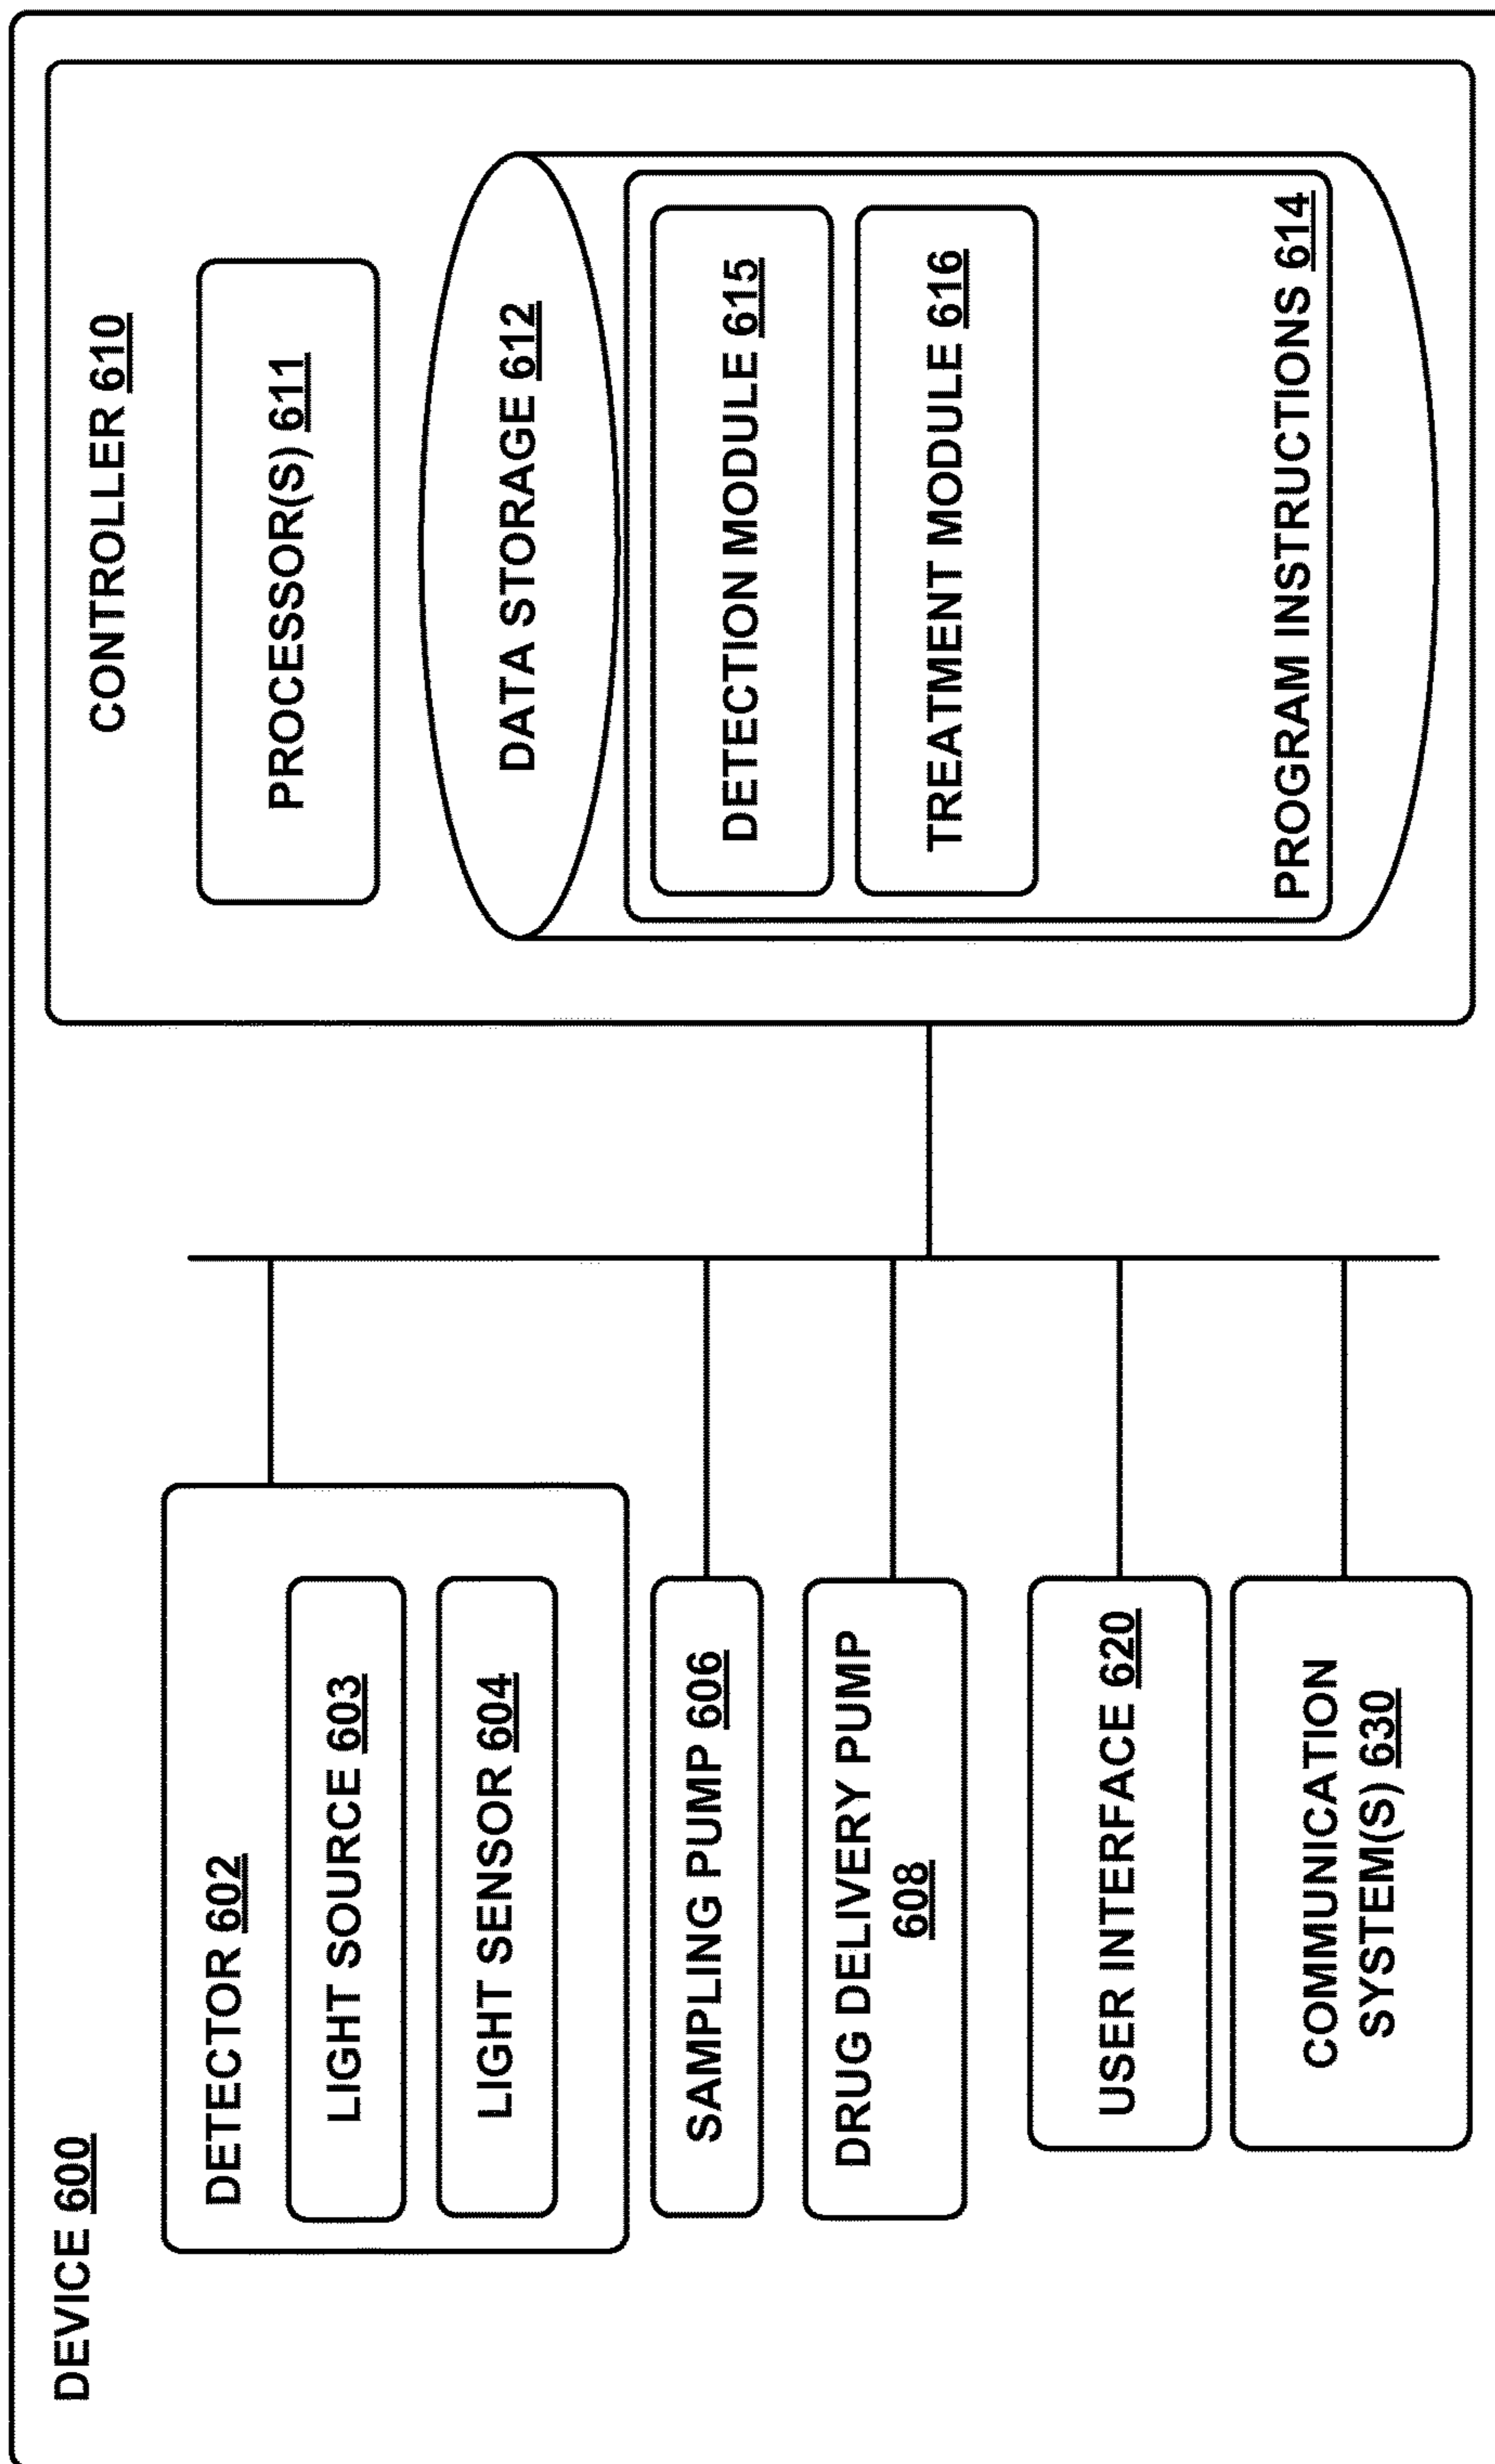 DEVICE 600
DETECTOR 602
LIGHT SOURCE 603
LIGHT SENSOR 604
SAMPLING PUMP 606
DRUG DELIVERY PUMP
608
USER INTERFACE 620
COMMUNICATION
SYSTEM(S) 630
CONTROLLER 610
PROCESSOR(S) 611
DATA STORAGE 612
DETECTION MODULE 615
TREATMENT MODULE 616
PROGRAM INSTRUCTIONS 614